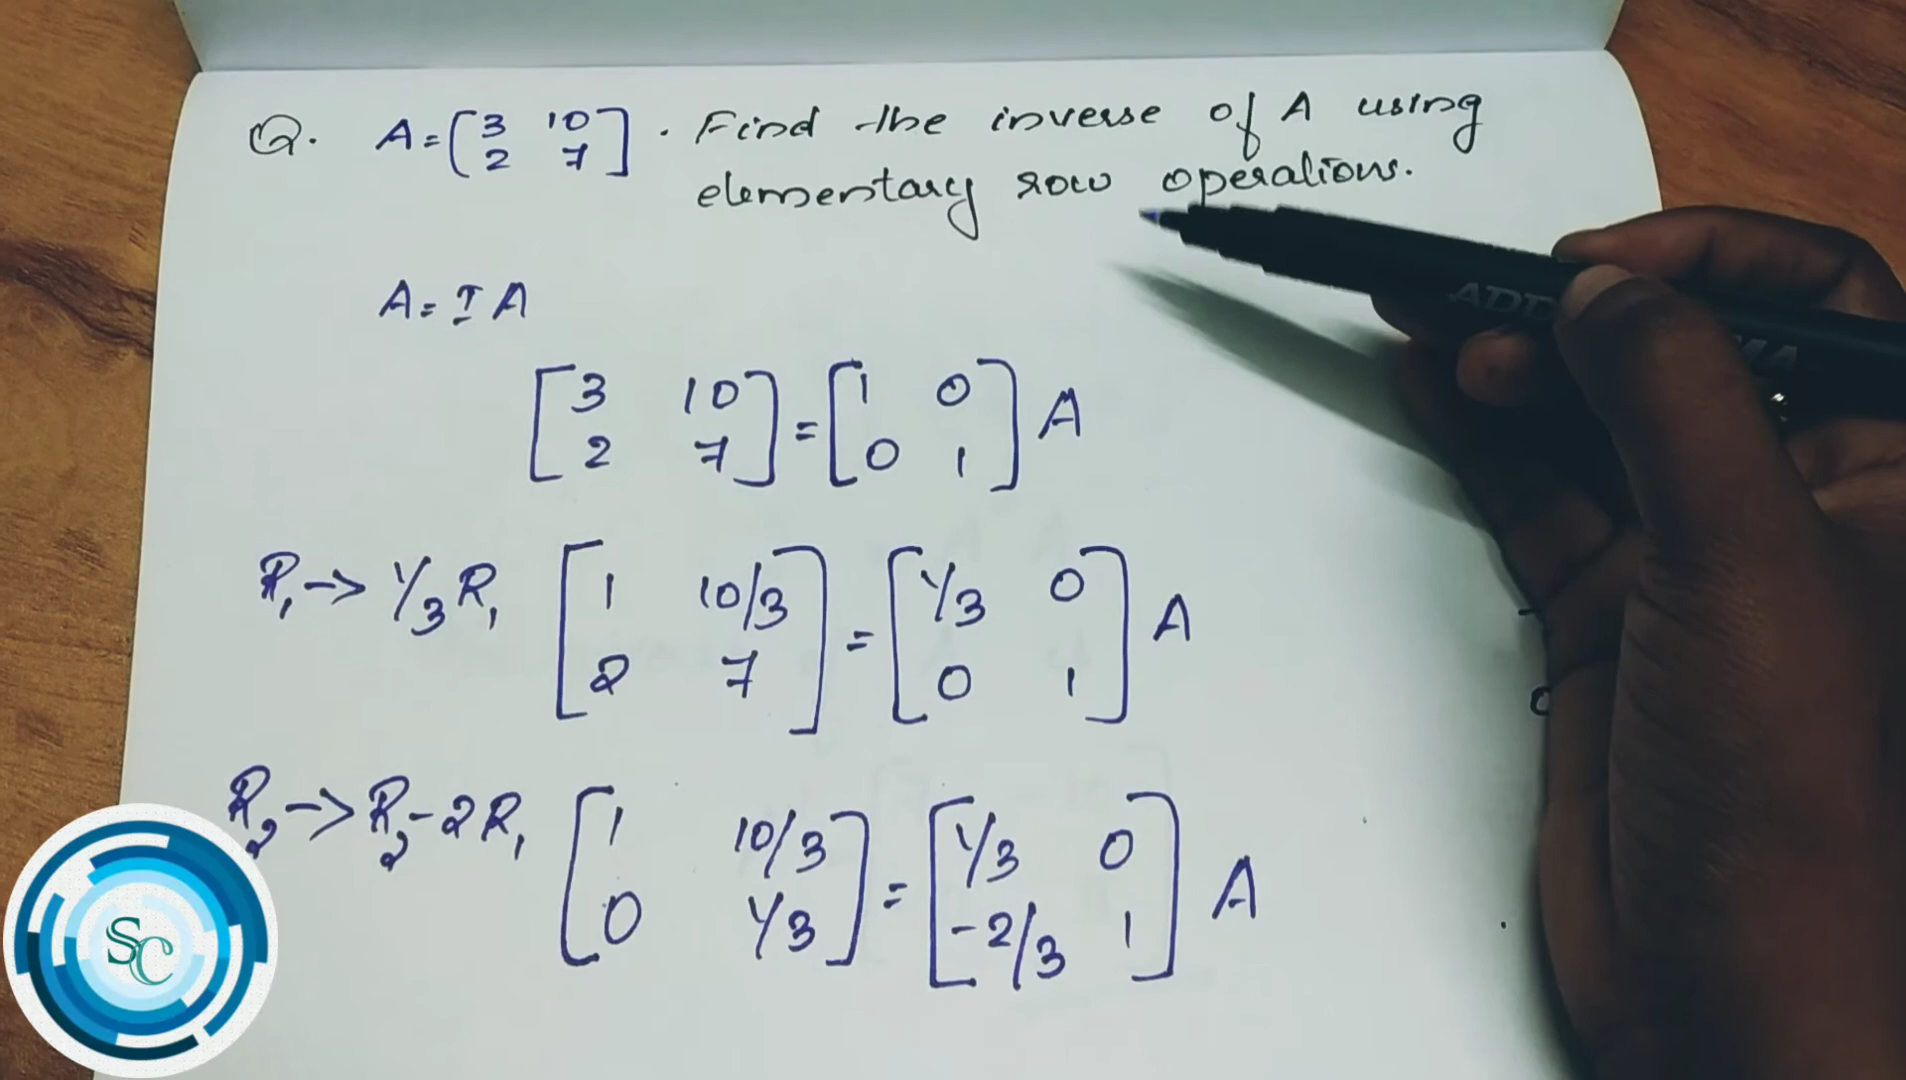 Q. A = [3 10] . Find the inverse of A using
[2 7] elementary row operations.
A = I A
[3 10] = [1 0] A
[2 7] [0 1]
R₁ → 1/3 R₁ [1 10/3] = [1/3 0] A
[2 7] [0 1]
R₂ → R₂ - 2R₁ [1 10/3] = [1/3 0] A
[0 1/3] [-2/3 1]
SC